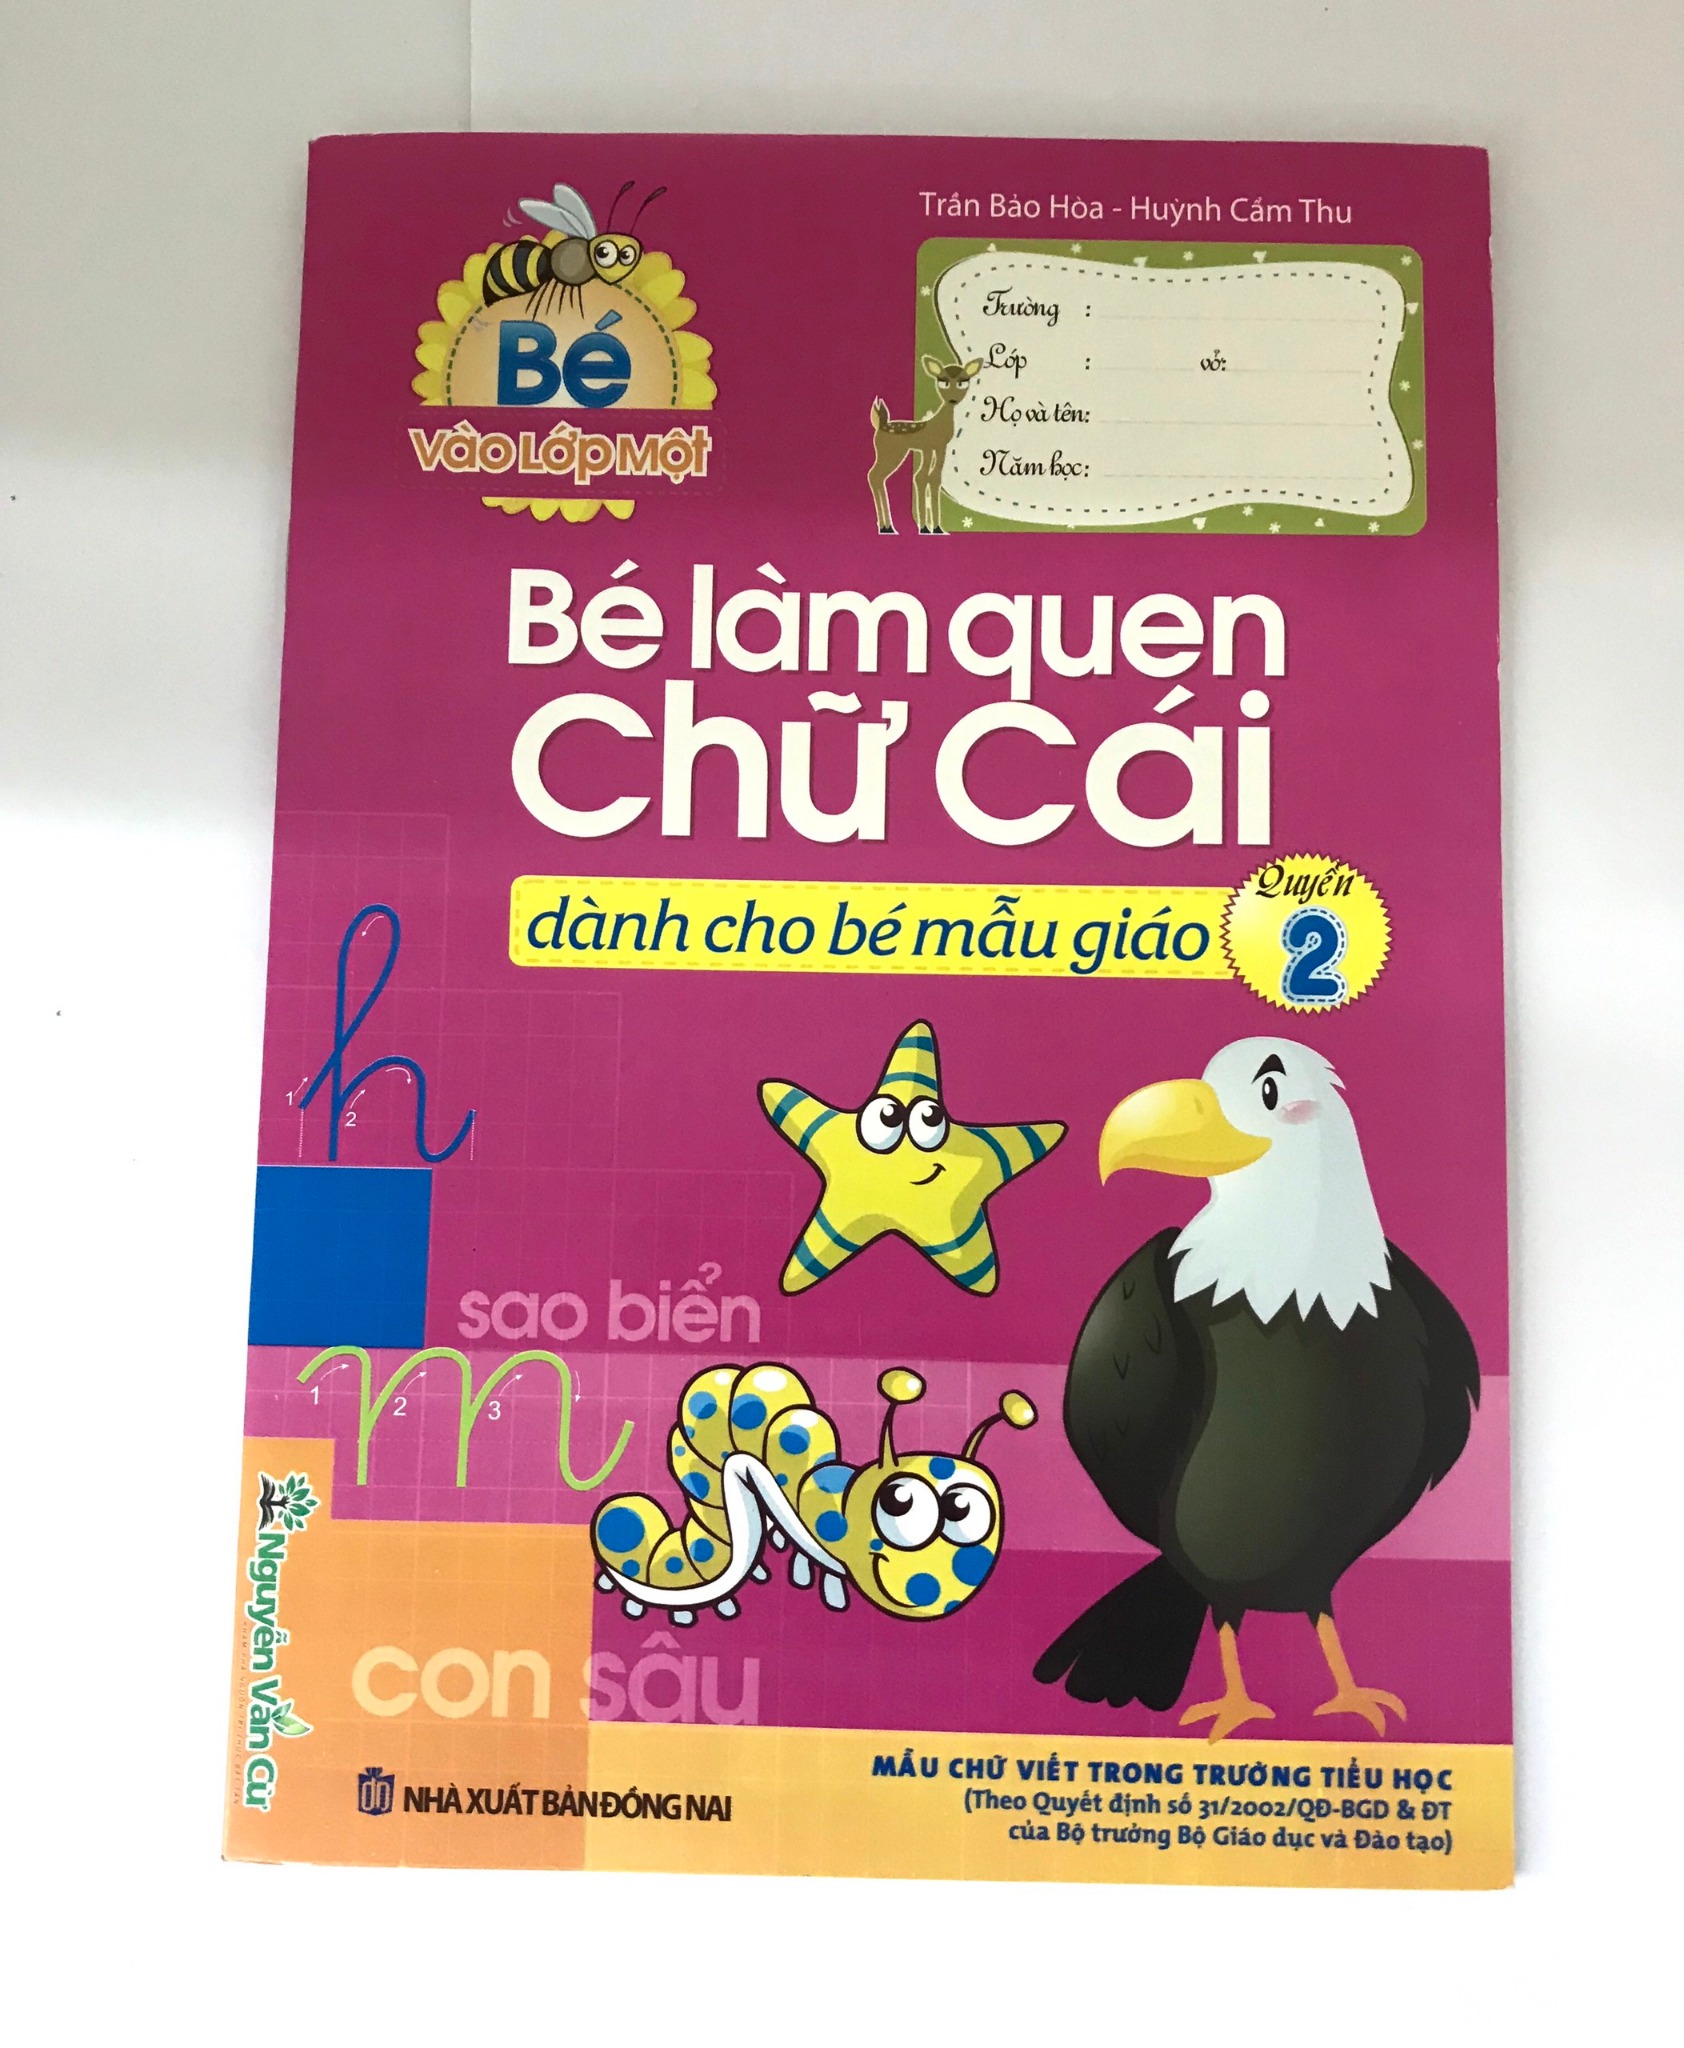 Trần Bảo Hòa - Huỳnh Cẩm Thu
Bé
vào Lớp Một
Trường :
Lớp : vở:
Họ và tên:
Năm học:
Bé làm quen
Chữ Cái
dành cho bé mẫu giáo
Quyển
2
h
1
2
sao biển
m
1 2 3
con sâu
Nguyễn Văn Cừ
NHÀ XUẤT BẢN ĐỒNG NAI
MẪU CHỮ VIẾT TRONG TRƯỜNG TIỂU HỌC
(Theo Quyết định số 31/2002/QĐ-BGD & ĐT
của Bộ trưởng Bộ Giáo dục và Đào tạo)